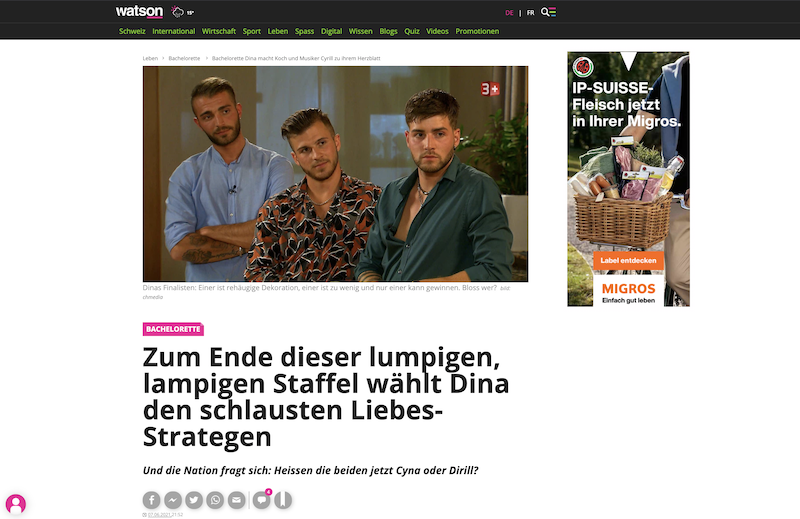 watson
15°
DE | FR
Schweiz International Wirtschaft Sport Leben Spass Digital Wissen Blogs Quiz Videos Promotionen
Leben › Bachelorette › Bachelorette Dina macht Koch und Musiker Cyrill zu ihrem Herzblatt
3+
Dinas Finalisten: Einer ist rehäugige Dekoration, einer ist zu wenig und nur einer kann gewinnen. Bloss wer? bild
chmedia
BACHELORETTE
Zum Ende dieser lumpigen,
lampigen Staffel wählt Dina
den schlausten Liebes-
Strategen
Und die Nation fragt sich: Heissen die beiden jetzt Cyna oder Dirill?
4
07.06.2021, 21:52
IP-SUISSE-
Fleisch jetzt
in Ihrer Migros.
Label entdecken
MIGROS
Einfach gut leben